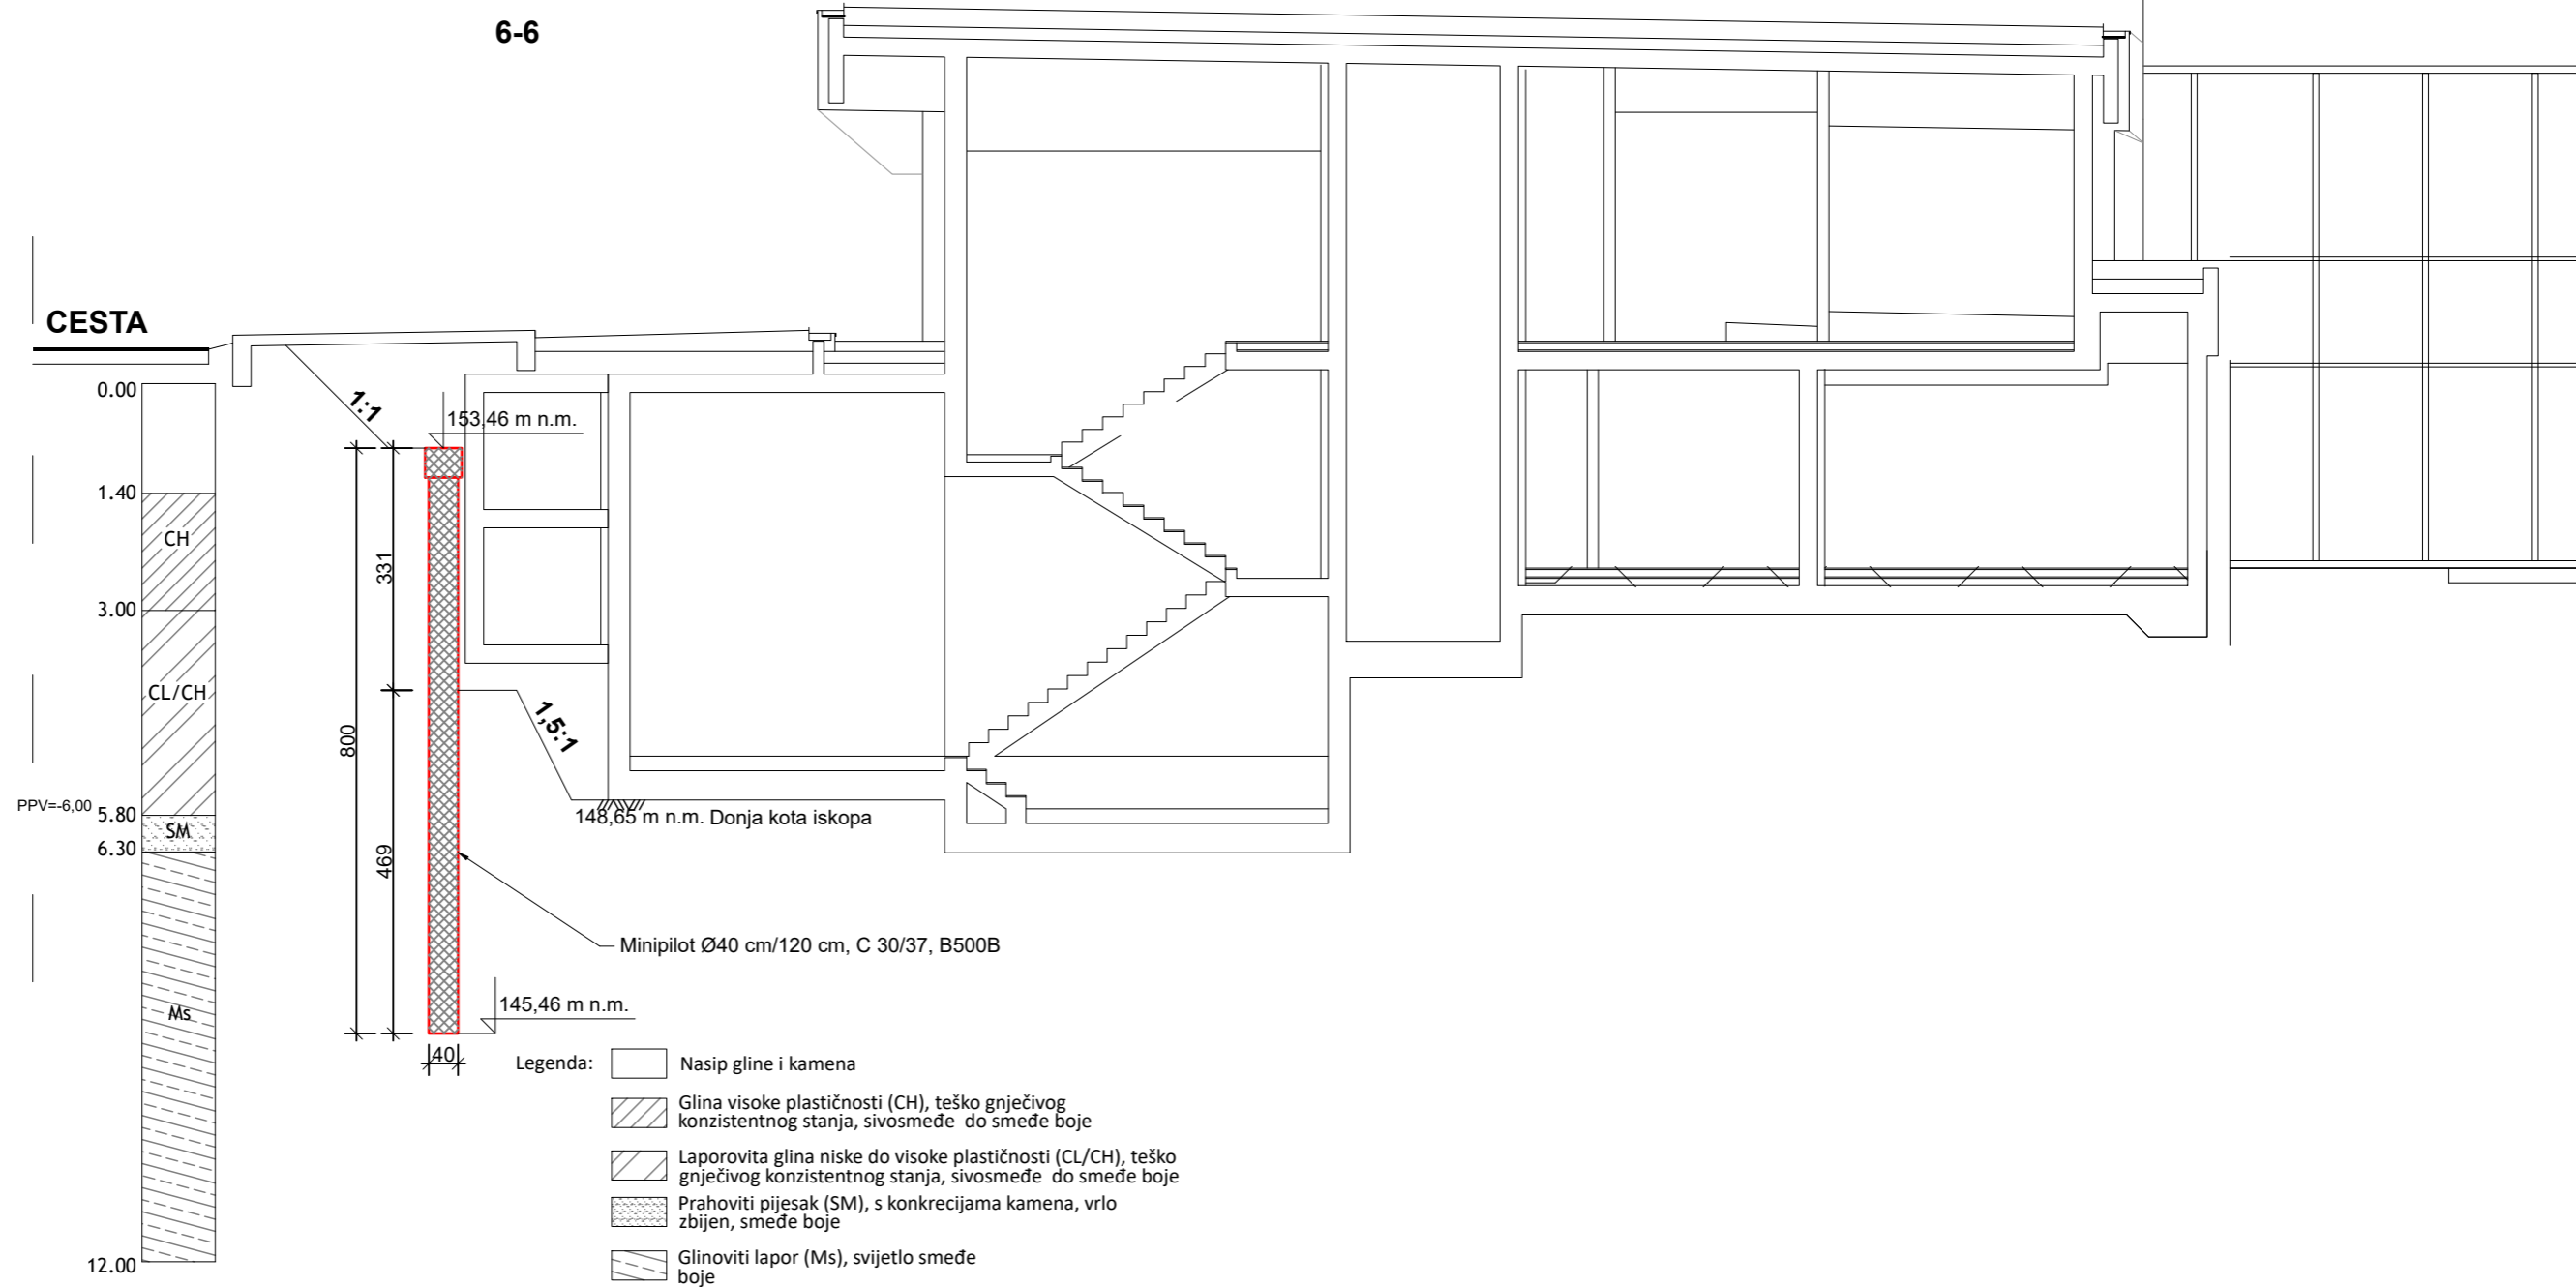 6-6
CESTA
0.00
1:1
153,46 m n.m.
1.40
CH
331
3.00
CL/CH
800
1,5:1
PPV=-6,00
5.80
SM
148,65 m n.m. Donja kota iskopa
6.30
469
Minipilot Ø40 cm/120 cm, C 30/37, B500B
Ms
145,46 m n.m.
40
Legenda:
Nasip gline i kamena
Glina visoke plastičnosti (CH), teško gnječivog
konzistentnog stanja, sivosmeđe do smeđe boje
Laporovita glina niske do visoke plastičnosti (CL/CH), teško
gnječivog konzistentnog stanja, sivosmeđe do smeđe boje
Prahoviti pijesak (SM), s konkrecijama kamena, vrlo
zbijen, smeđe boje
Glinoviti lapor (Ms), svijetlo smeđe
boje
12.00